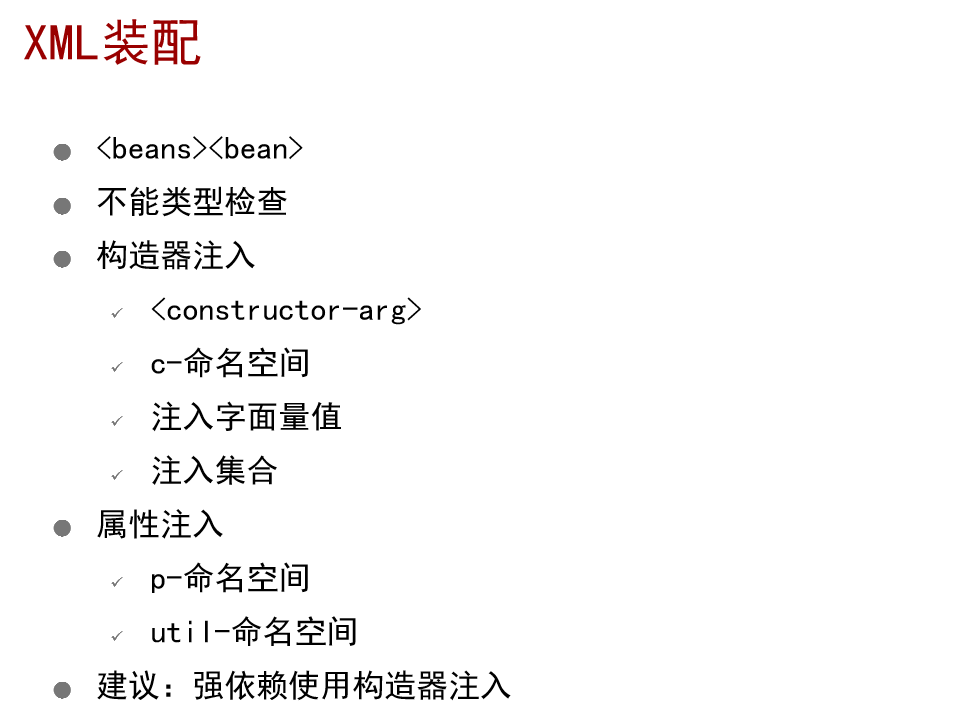 XML装配
<beans><bean>
不能类型检查
构造器注入
<constructor-arg>
c-命名空间
注入字面量值
注入集合
属性注入
p-命名空间
util-命名空间
建议：强依赖使用构造器注入